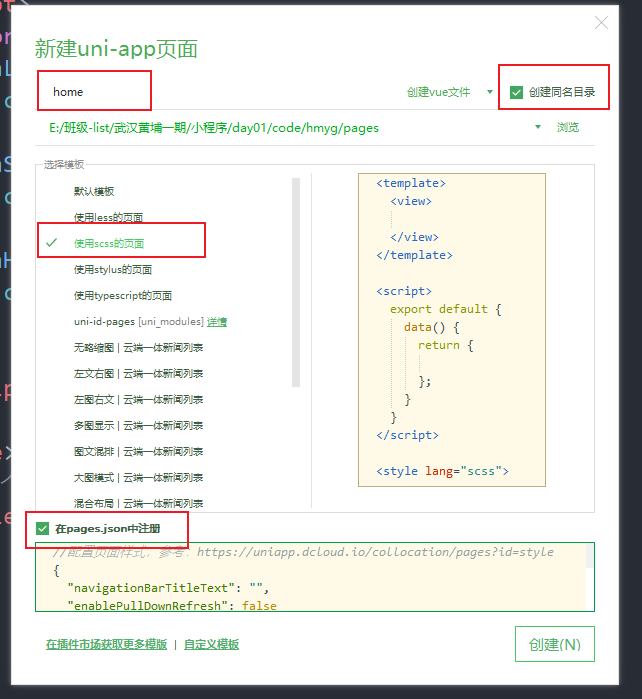 新建uni-app页面
home
创建vue文件
创建同名目录
E:/班级-list/武汉黄埔一期/小程序/day01/code/hmyg/pages
浏览
选择模板
默认模板
使用less的页面
使用scss的页面
使用stylus的页面
使用typescript的页面
uni-id-pages [uni_modules] 详情
无略缩图 | 云端一体新闻列表
左文右图 | 云端一体新闻列表
左图右文 | 云端一体新闻列表
多图显示 | 云端一体新闻列表
图文混排 | 云端一体新闻列表
大图模式 | 云端一体新闻列表
混合布局 | 云端一体新闻列表
<template>
<view>
</view>
</template>
<script>
export default {
data() {
return {
};
}
}
</script>
<style lang="scss">
在pages.json中注册
//配置页面样式，参考：https://uniapp.dcloud.io/collocation/pages?id=style
{
"navigationBarTitleText": "",
"enablePullDownRefresh": false
在插件市场获取更多模版 | 自定义模板
创建(N)